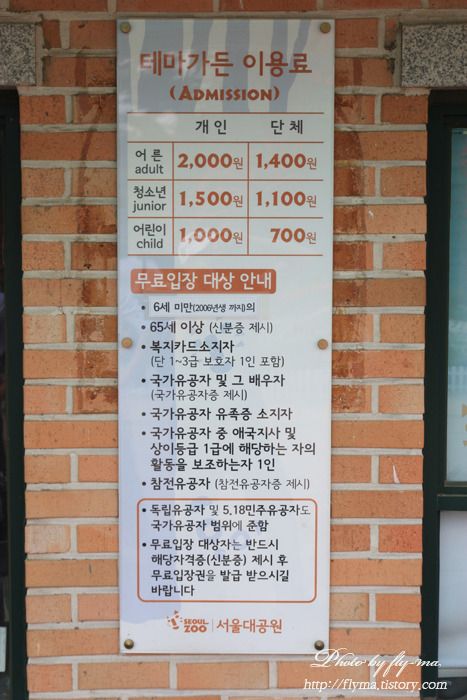 테마가든 이용료
(ADMISSION)
개인 단체
어른 adult 2,000원 1,400원
청소년 junior 1,500원 1,100원
어린이 child 1,000원 700원
무료입장 대상 안내
• 6세 미만(2006년생 까지)의
• 65세 이상 (신분증 제시)
• 복지카드소지자
(단 1~3급 보호자 1인 포함)
• 국가유공자 및 그 배우자
(국가유공자증 제시)
• 국가유공자 유족증 소지자
• 국가유공자 중 애국지사 및
상이등급 1급에 해당하는 자의
활동을 보조하는자 1인
• 참전유공자 (참전유공자증 제시)
• 독립유공자 및 5.18민주유공자도
국가유공자 범위에 준함
• 무료입장 대상자는 반드시
해당자격증(신분증) 제시 후
무료입장권을 발급 받으시길
바랍니다
SEOUL ZOO 서울대공원
Photo by fly-ma.
http://flyma.tistory.com